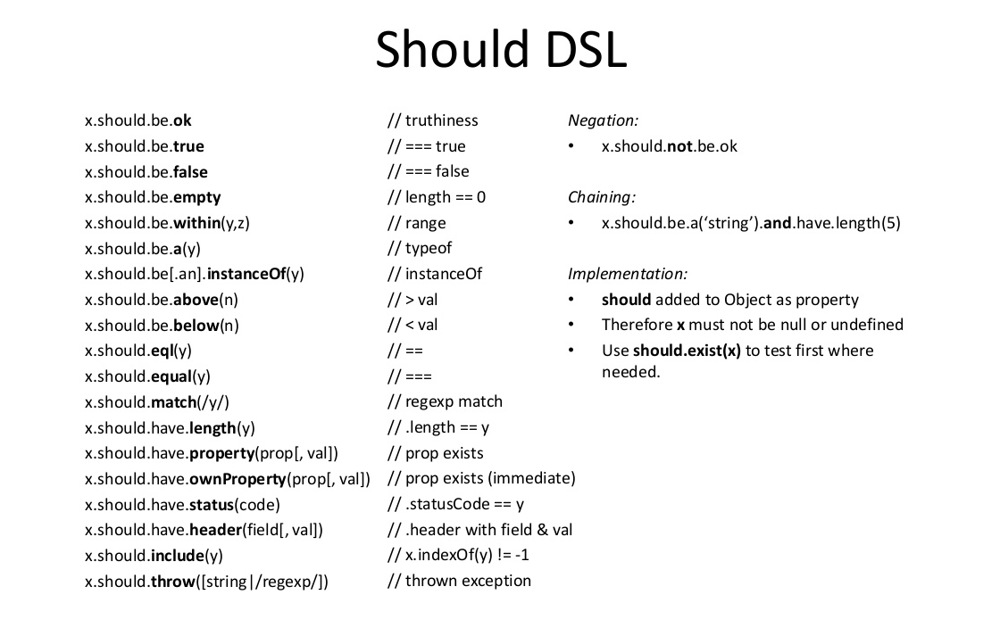 Should DSL
x.should.be.ok // truthiness
x.should.be.true // === true
x.should.be.false // === false
x.should.be.empty // length == 0
x.should.be.within(y,z) // range
x.should.be.a(y) // typeof
x.should.be[.an].instanceOf(y) // instanceOf
x.should.be.above(n) // > val
x.should.be.below(n) // < val
x.should.eql(y) // ==
x.should.equal(y) // ===
x.should.match(/y/) // regexp match
x.should.have.length(y) // .length == y
x.should.have.property(prop[, val]) // prop exists
x.should.have.ownProperty(prop[, val]) // prop exists (immediate)
x.should.have.status(code) // .statusCode == y
x.should.have.header(field[, val]) // .header with field & val
x.should.include(y) // x.indexOf(y) != -1
x.should.throw([string|/regexp/]) // thrown exception
Negation:
• x.should.not.be.ok
Chaining:
• x.should.be.a(‘string’).and.have.length(5)
Implementation:
• should added to Object as property
• Therefore x must not be null or undefined
• Use should.exist(x) to test first where
needed.